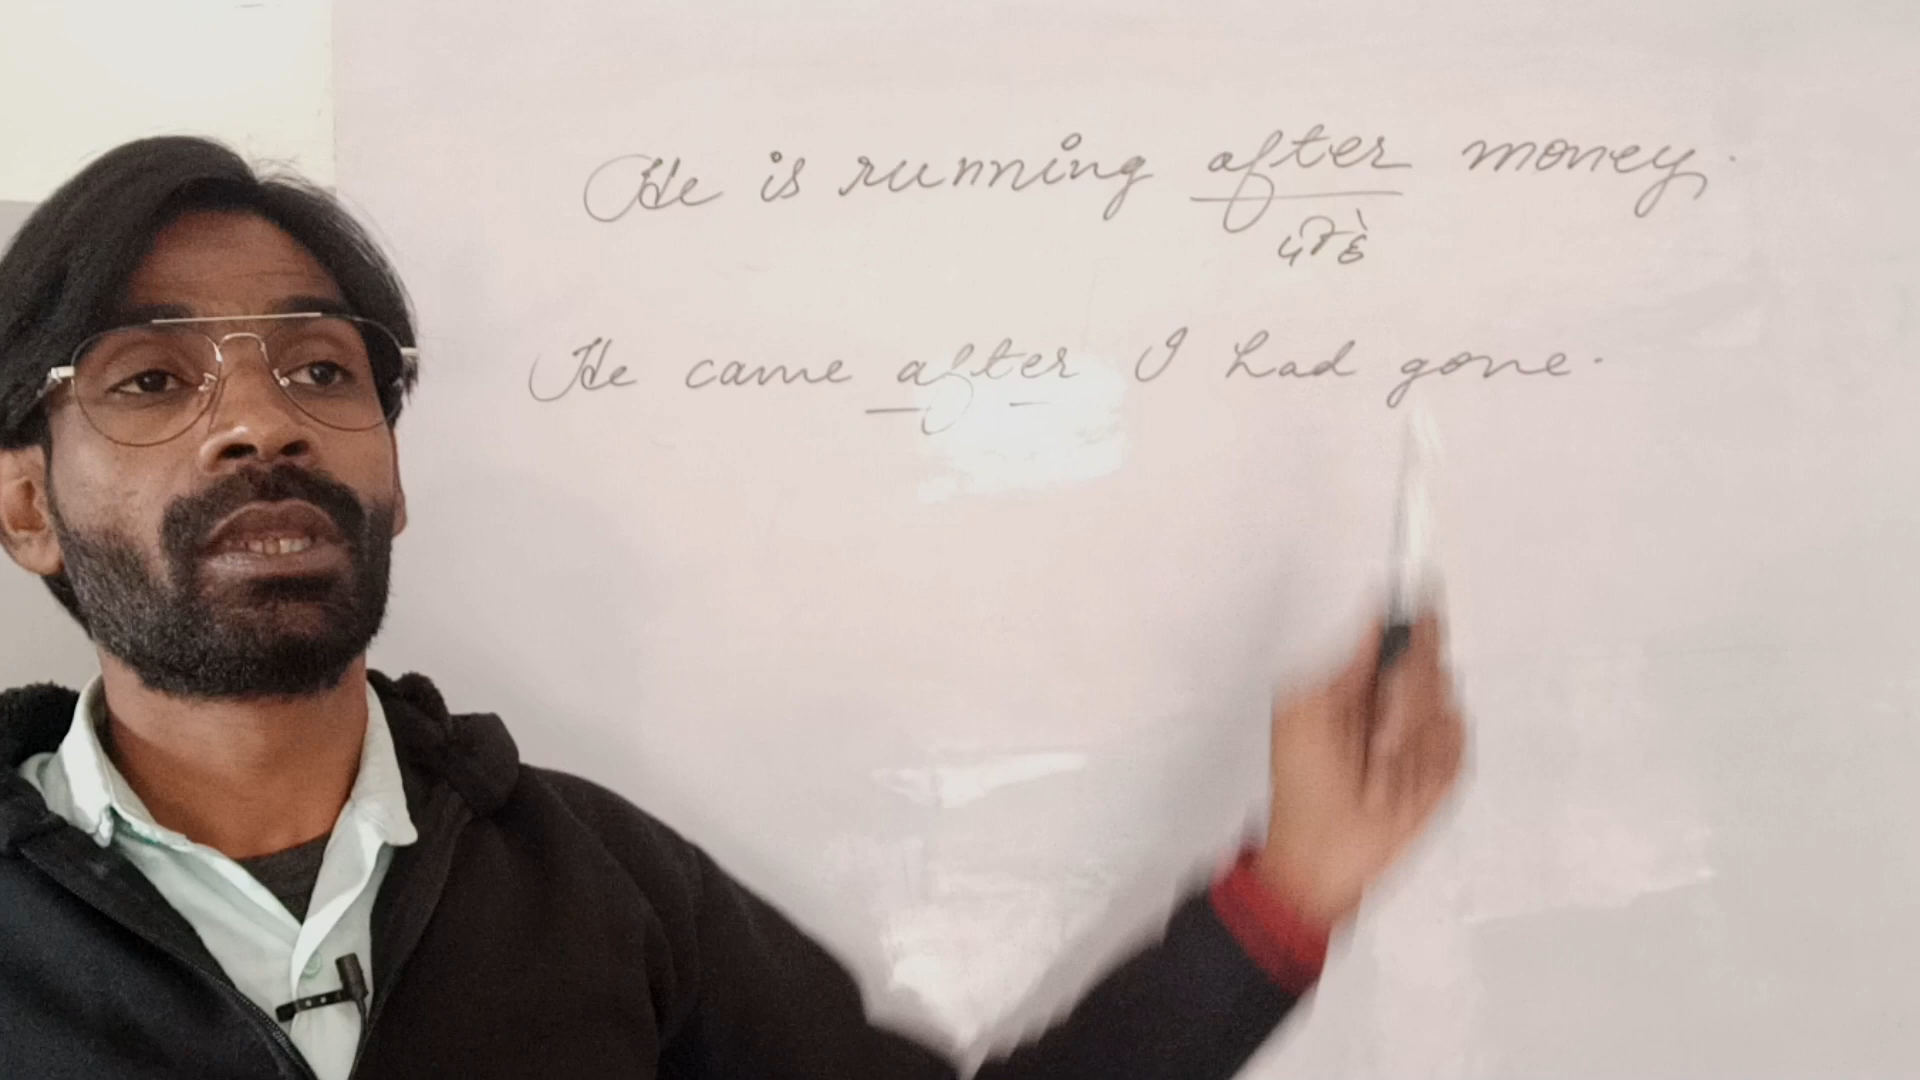 He is running after money.
पीछे
He came after I had gone.